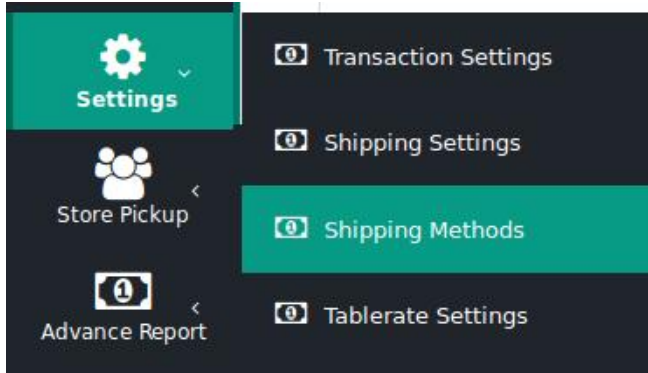 Settings
Store Pickup
Advance Report
Transaction Settings
Shipping Settings
Shipping Methods
Tablerate Settings